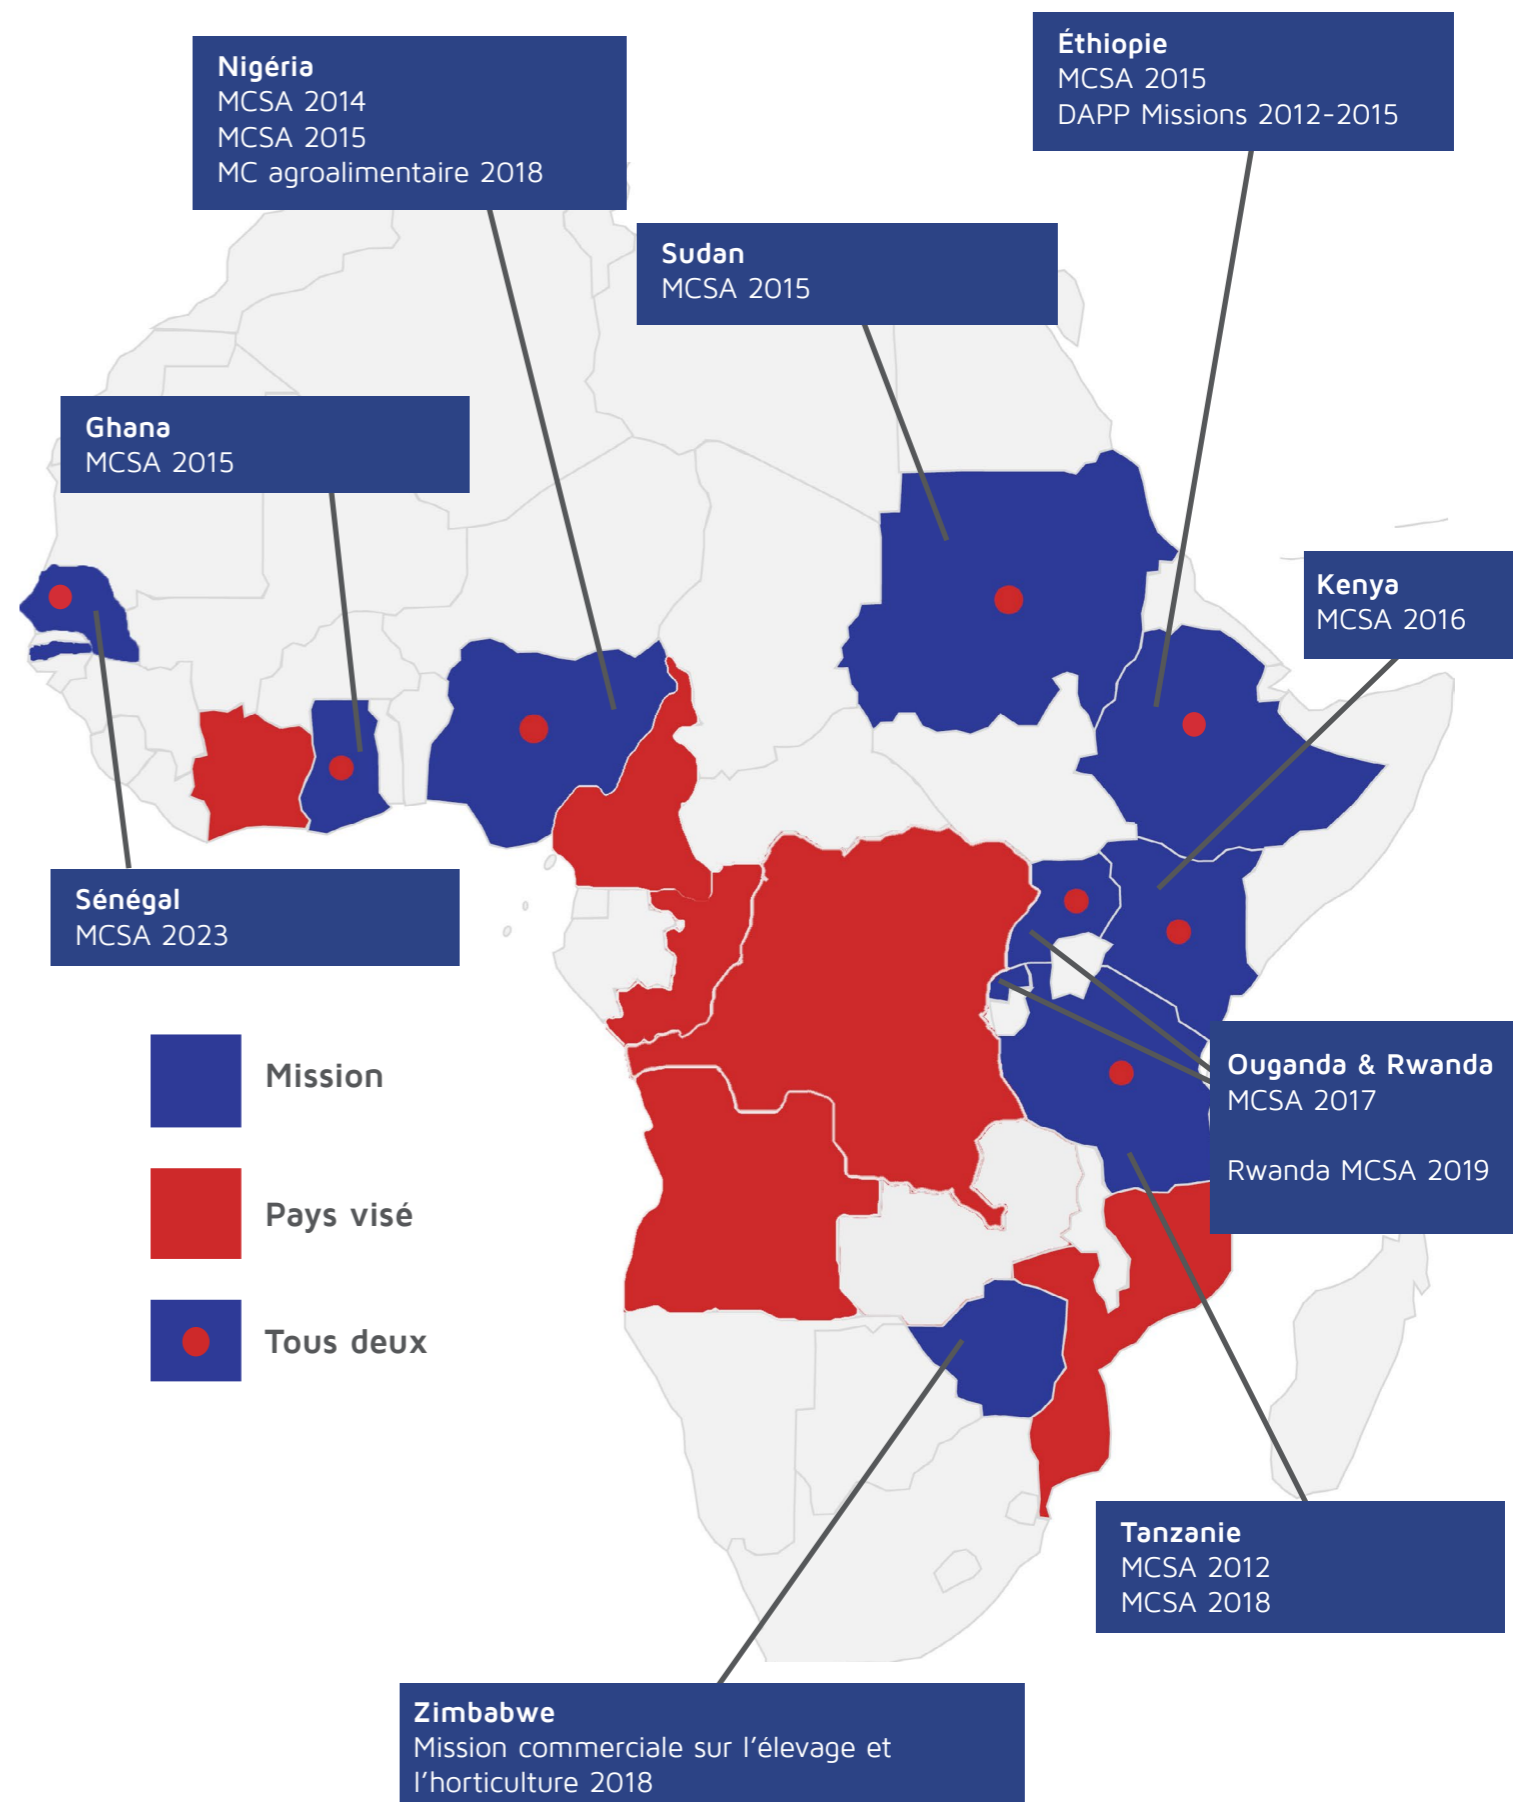 Nigéria
MCSA 2014
MCSA 2015
MC agroalimentaire 2018
Éthiopie
MCSA 2015
DAPP Missions 2012-2015
Sudan
MCSA 2015
Ghana
MCSA 2015
Kenya
MCSA 2016
Sénégal
MCSA 2023
Ouganda & Rwanda
MCSA 2017
Rwanda MCSA 2019
Mission
Pays visé
Tous deux
Tanzanie
MCSA 2012
MCSA 2018
Zimbabwe
Mission commerciale sur l'élevage et
l'horticulture 2018